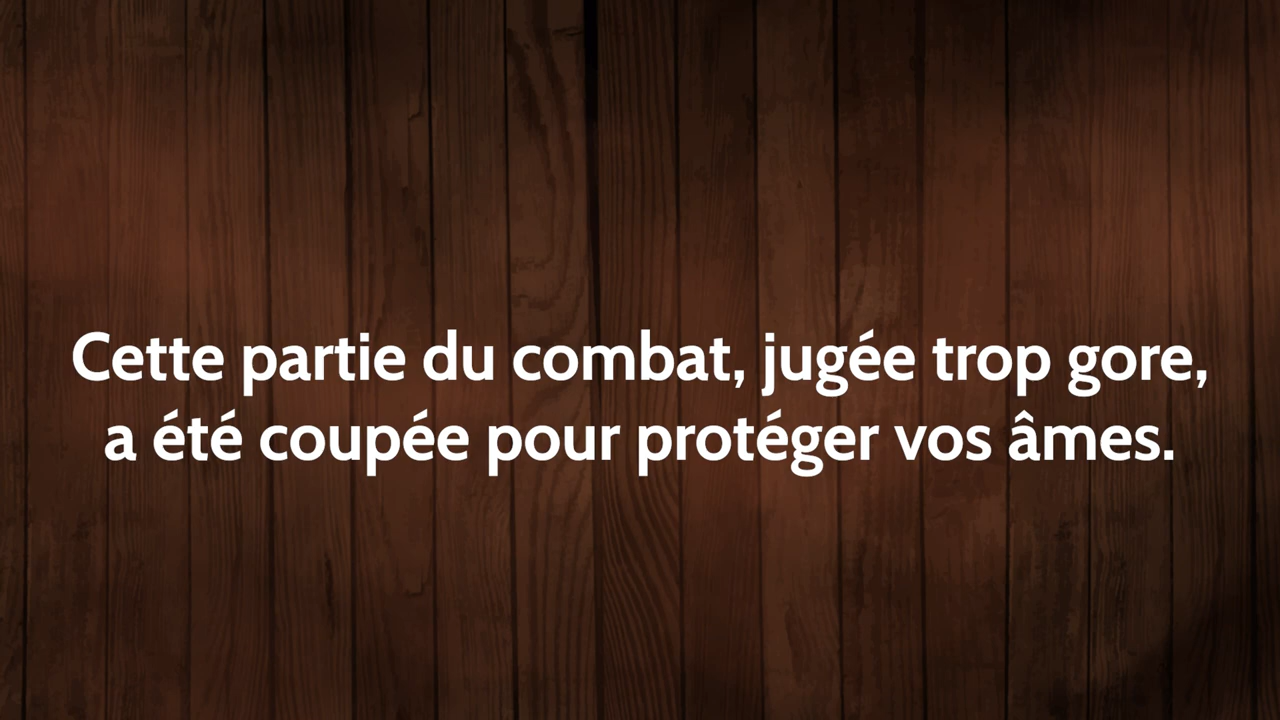 Cette partie du combat, jugée trop gore,
a été coupée pour protéger vos âmes.